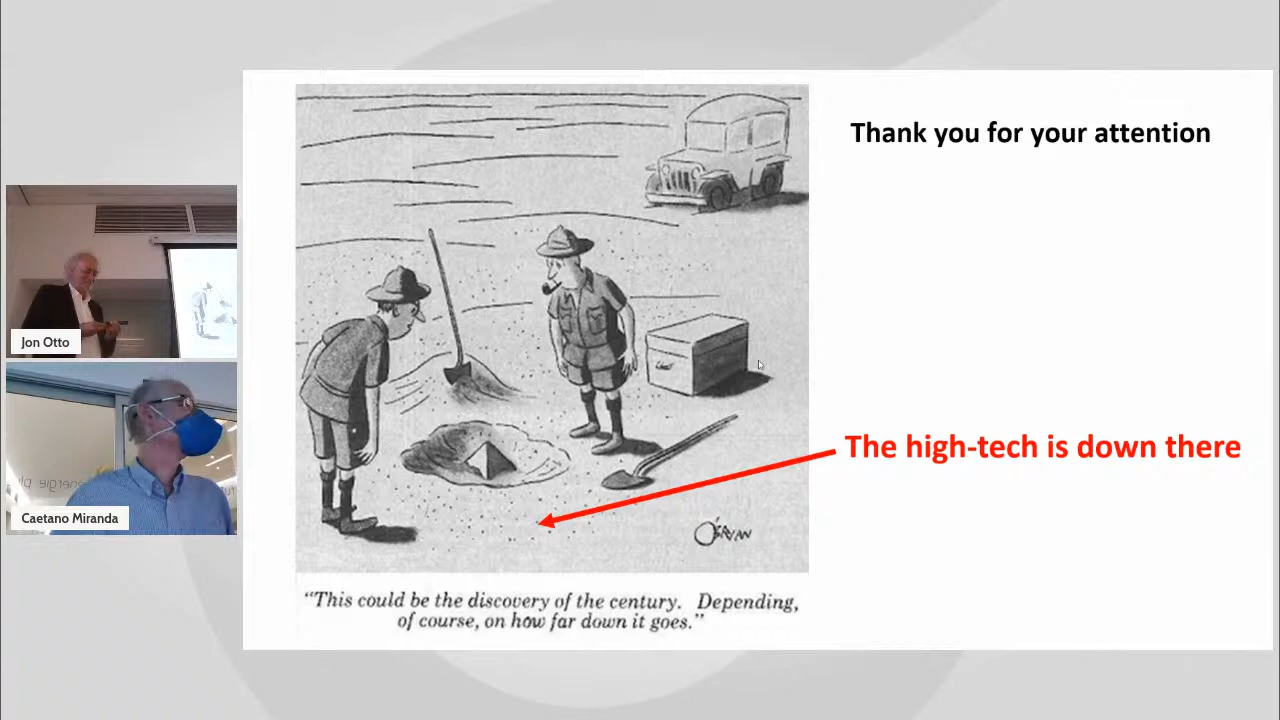 Thank you for your attention
Jon Otto
The high-tech is down there
Caetano Miranda
O'BRYAN
"This could be the discovery of the century. Depending,
of course, on how far down it goes."